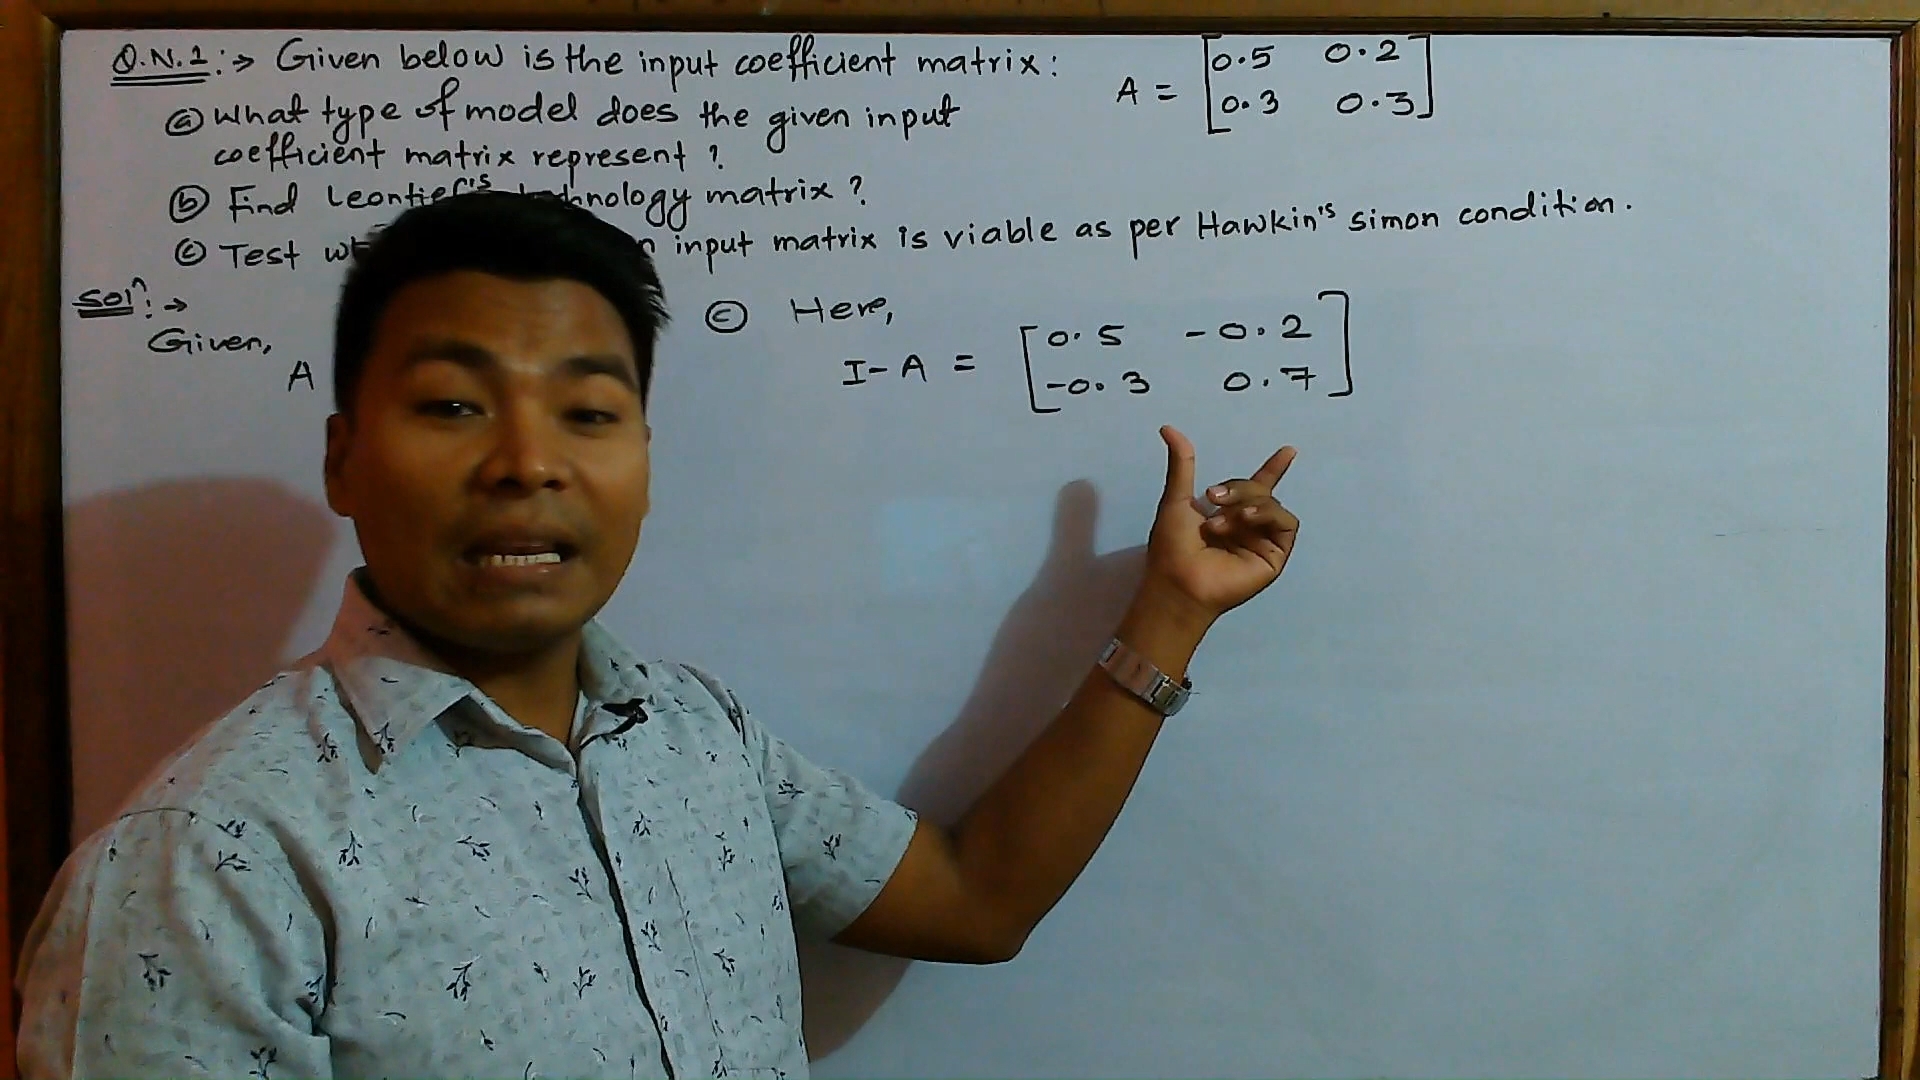 Q.N.1:→ Given below is the input coefficient matrix: A = [0.5 0.2
0.3 0.3]
ⓐ What type of model does the given input
coefficient matrix represent?
ⓑ Find Leontief's technology matrix?
ⓒ Test input matrix is viable as per Hawkin's simon condition.
Solⁿ:→
Given,
A
ⓒ Here,
I-A = [0.5 -0.2
-0.3 0.7]